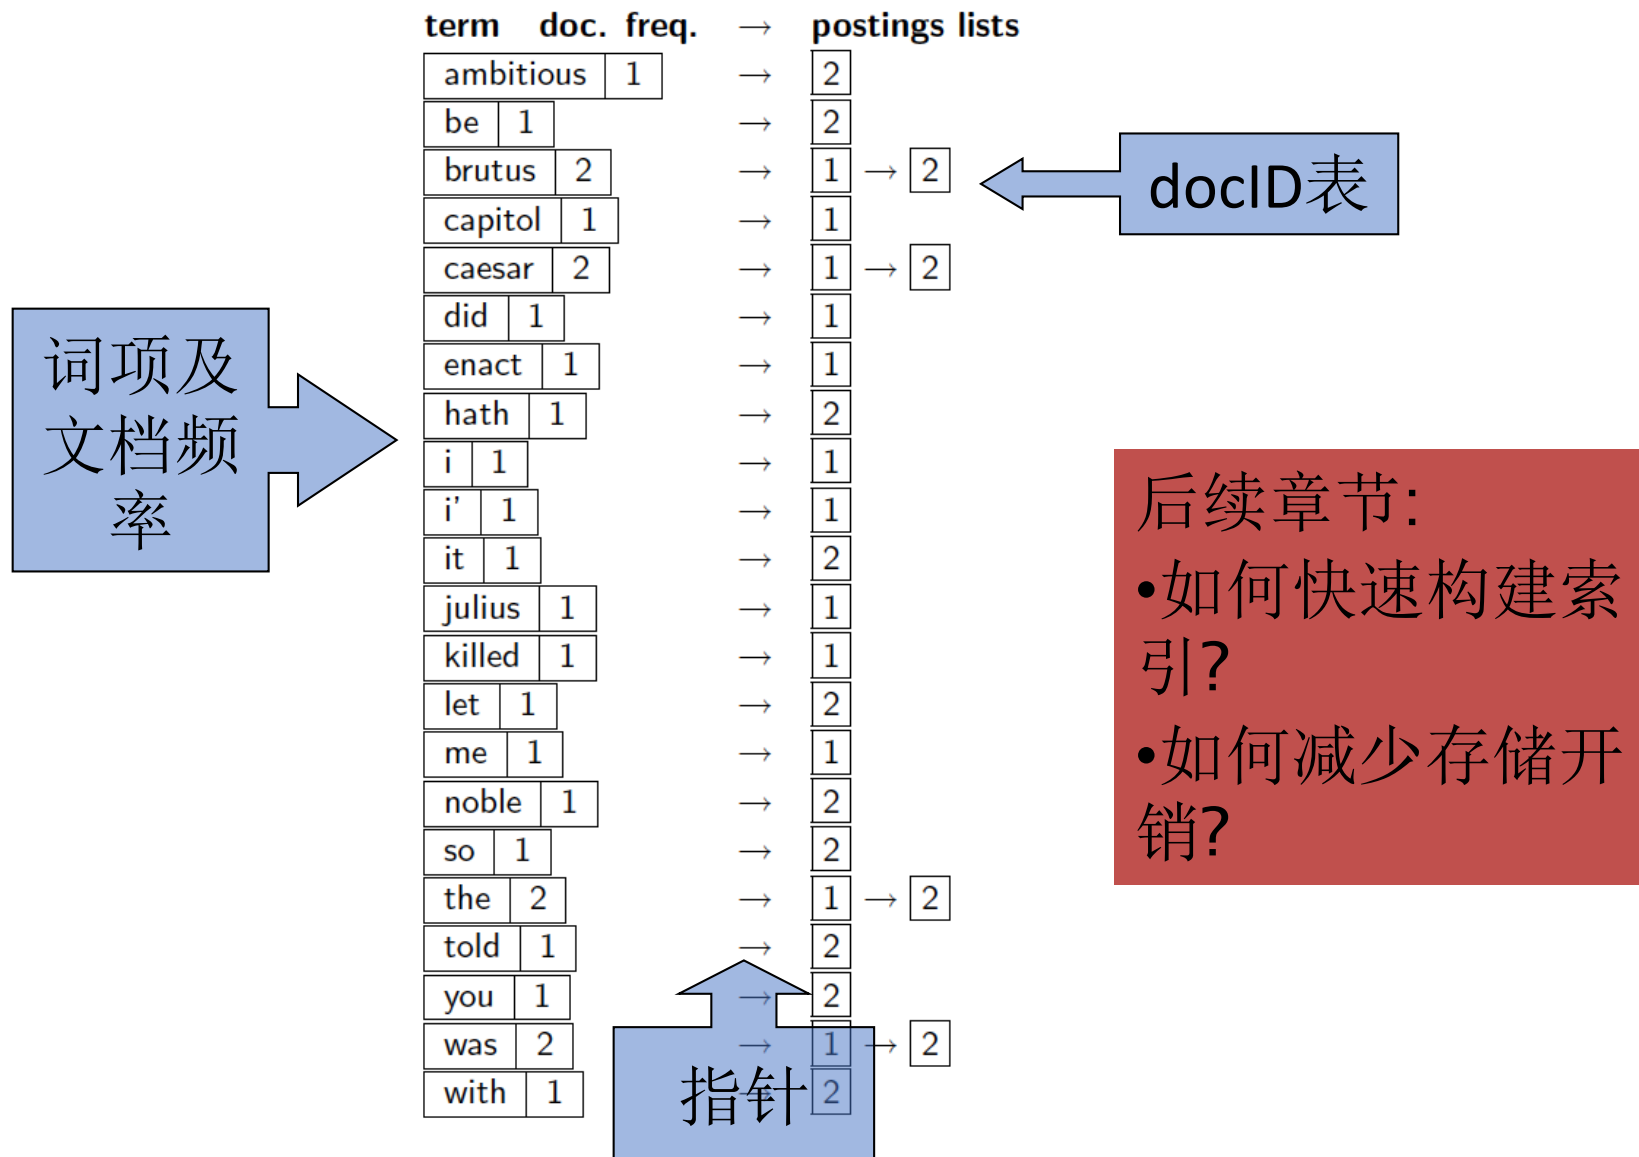 term doc. freq. → postings lists
ambitious 1 → 2
be 1 → 2
brutus 2 → 1 → 2
capitol 1 → 1
caesar 2 → 1 → 2
did 1 → 1
enact 1 → 1
hath 1 → 2
i 1 → 1
i' 1 → 1
it 1 → 2
julius 1 → 1
killed 1 → 1
let 1 → 2
me 1 → 1
noble 1 → 2
so 1 → 2
the 2 → 1 → 2
told 1 → 2
you 1 → 2
was 2 → 1 → 2
with 1 → 2
docID表
词项及
文档频
率
指针
后续章节:
•如何快速构建索
引?
•如何减少存储开
销?